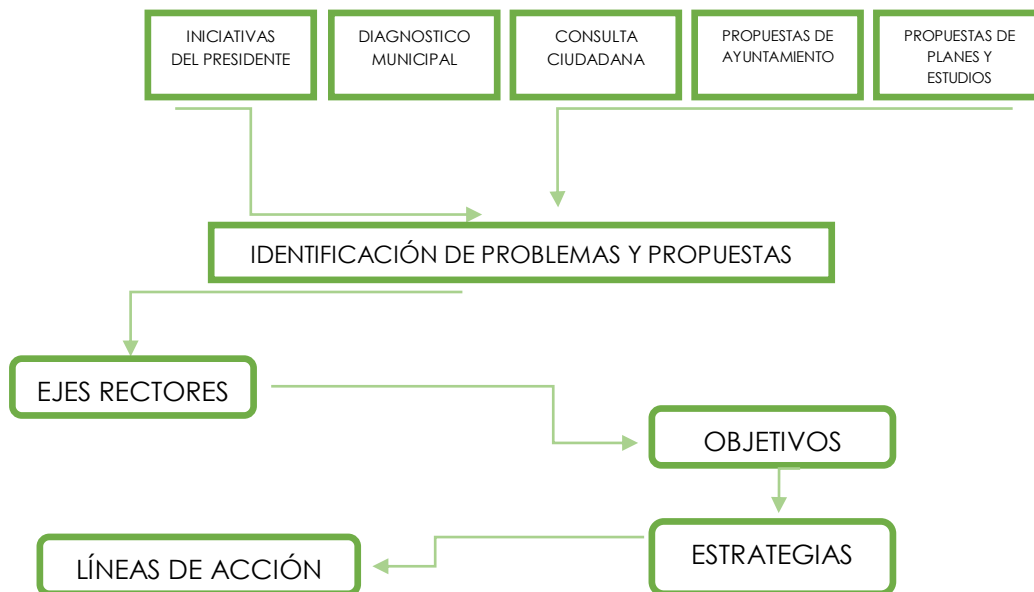 INICIATIVAS
DEL PRESIDENTE
DIAGNOSTICO
MUNICIPAL
CONSULTA
CIUDADANA
PROPUESTAS DE
AYUNTAMIENTO
PROPUESTAS DE
PLANES Y
ESTUDIOS
IDENTIFICACIÓN DE PROBLEMAS Y PROPUESTAS
EJES RECTORES
OBJETIVOS
ESTRATEGIAS
LÍNEAS DE ACCIÓN